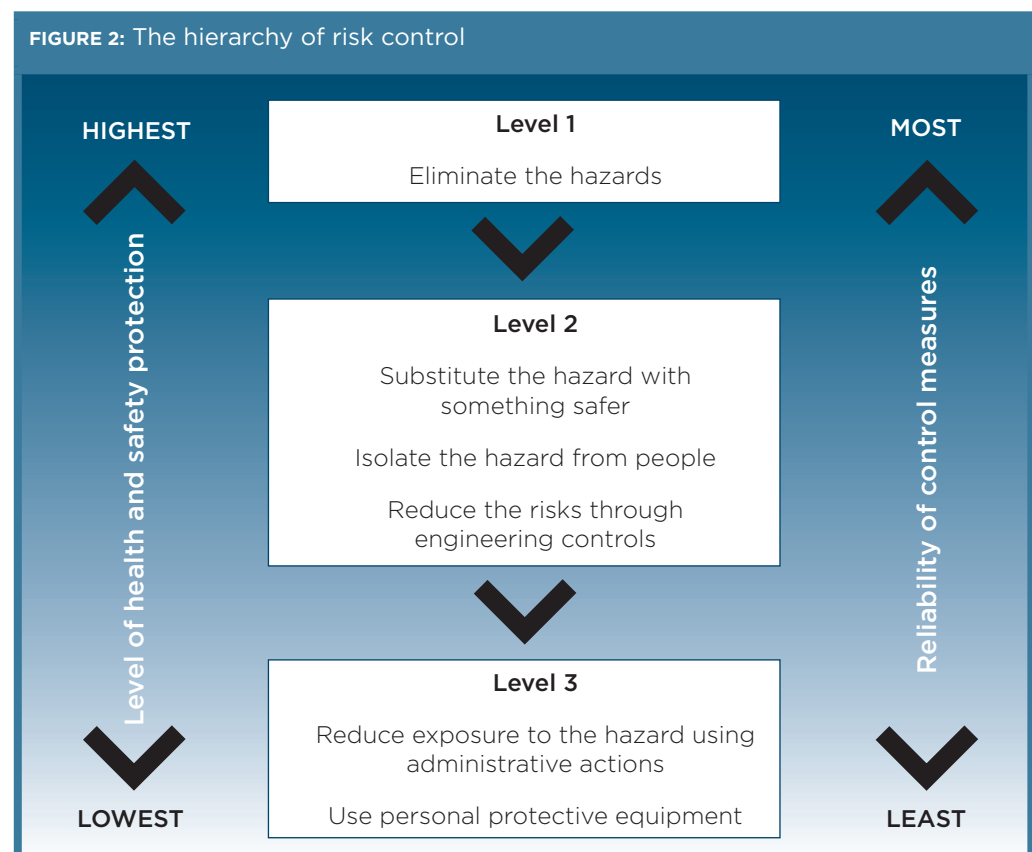 FIGURE 2: The hierarchy of risk control
HIGHEST
Level of health and safety protection
LOWEST
Level 1
Eliminate the hazards
Level 2
Substitute the hazard with
something safer
Isolate the hazard from people
Reduce the risks through
engineering controls
Level 3
Reduce exposure to the hazard using
administrative actions
Use personal protective equipment
MOST
Reliability of control measures
LEAST